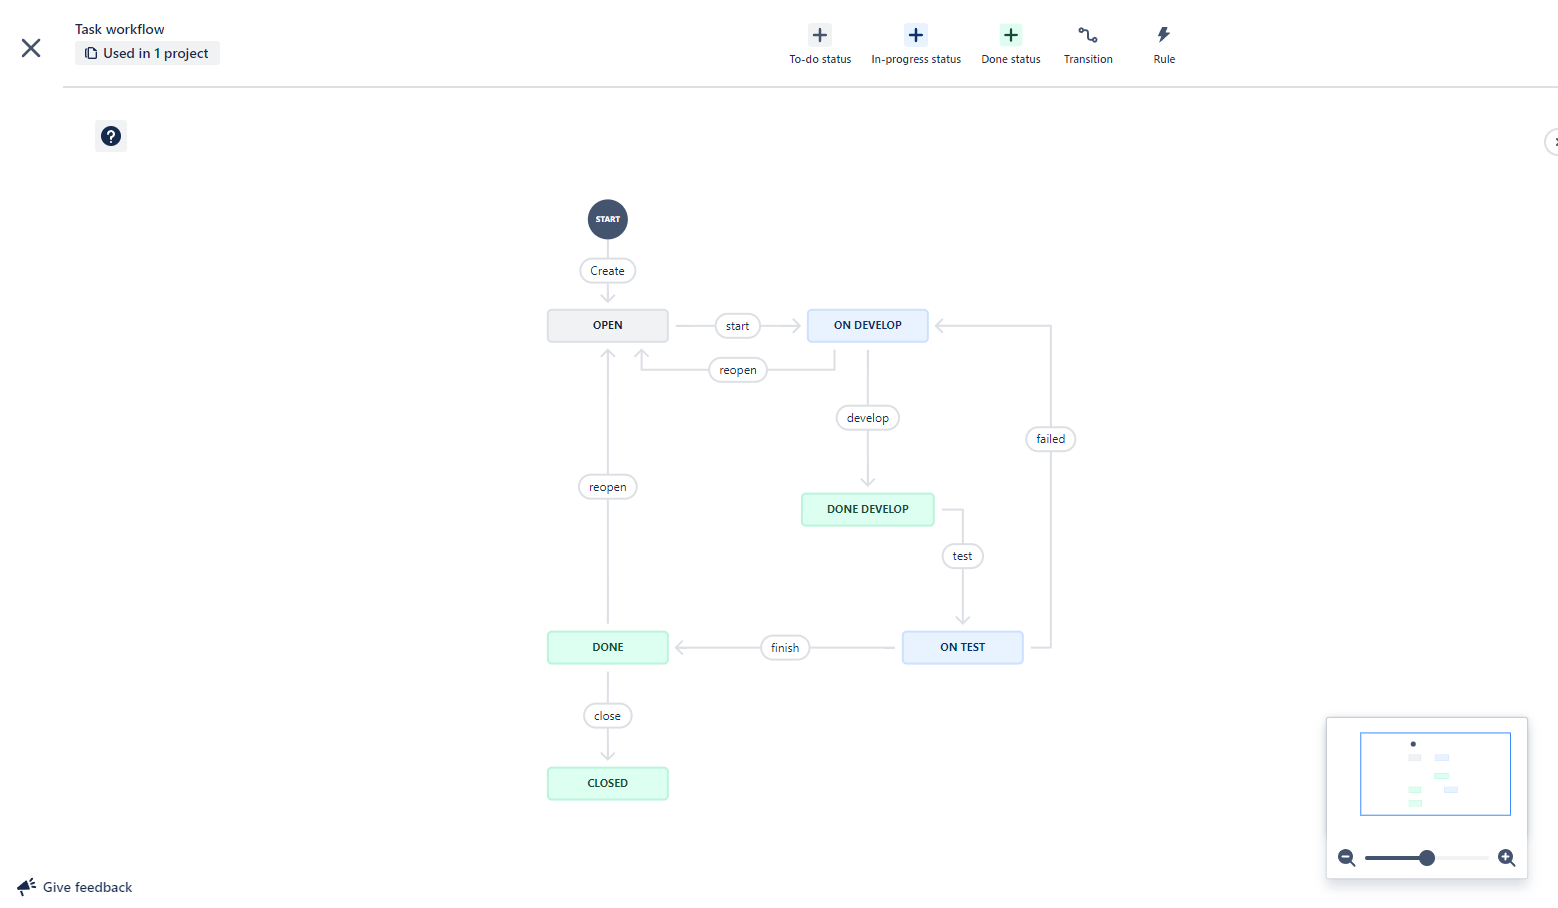 Task workflow
Used in 1 project
To-do status
In-progress status
Done status
Transition
Rule
?
START
Create
OPEN
start
ON DEVELOP
reopen
develop
failed
reopen
DONE DEVELOP
test
DONE
finish
ON TEST
close
CLOSED
Give feedback